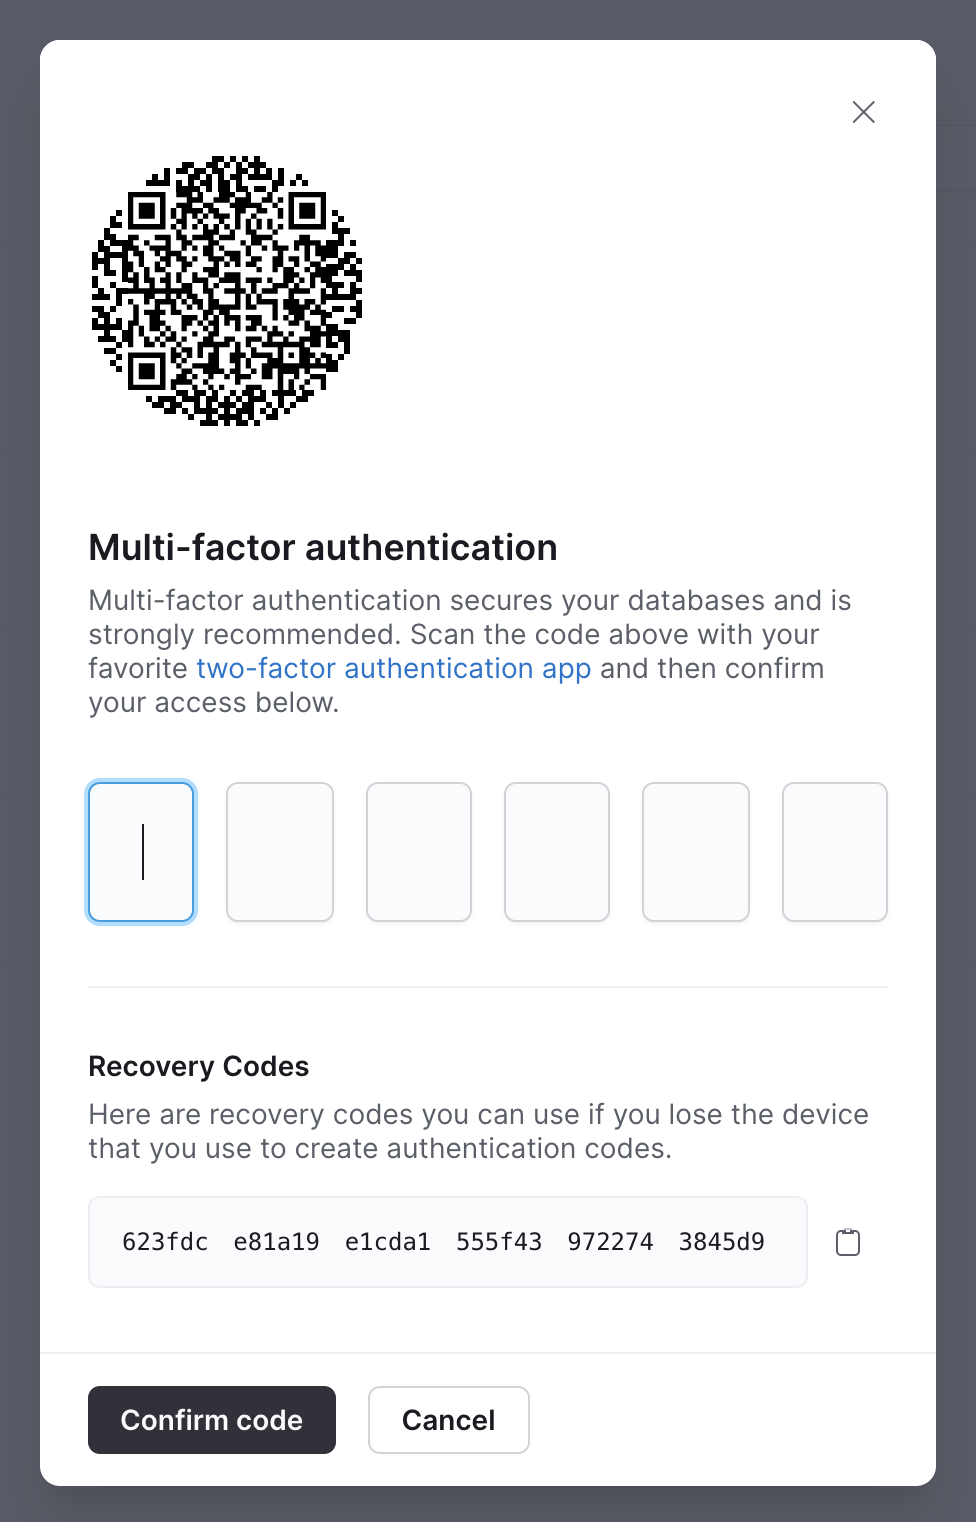 Multi-factor authentication
Multi-factor authentication secures your databases and is
strongly recommended. Scan the code above with your
favorite two-factor authentication app and then confirm
your access below.
Recovery Codes
Here are recovery codes you can use if you lose the device
that you use to create authentication codes.
623fdc e81a19 e1cda1 555f43 972274 3845d9
Confirm code Cancel